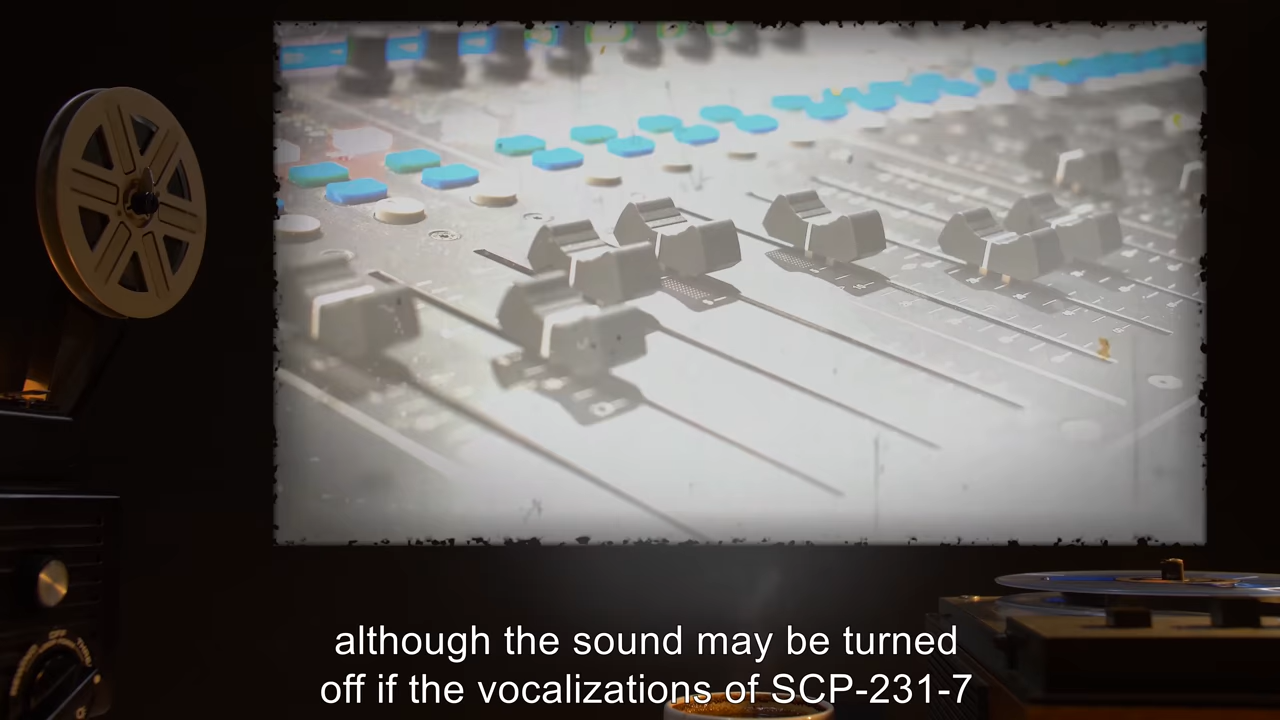 although the sound may be turned
off if the vocalizations of SCP-231-7